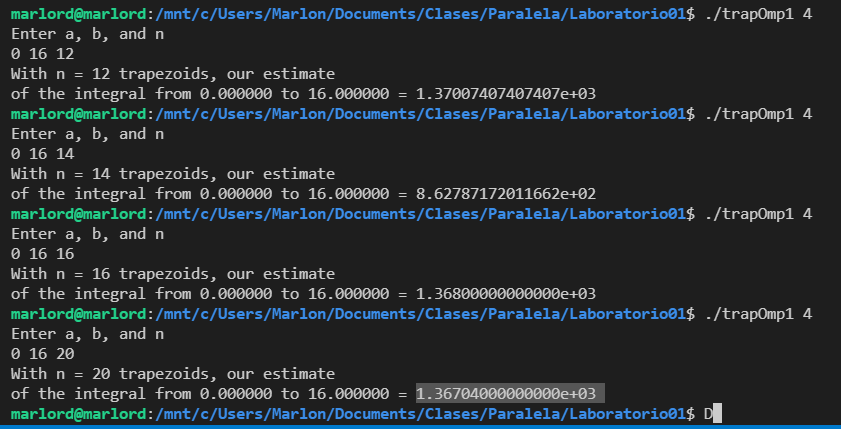 marlord@marlord:/mnt/c/Users/Marlon/Documents/Clases/Paralela/Laboratorio01$ ./trapOmp1 4
Enter a, b, and n
0 16 12
With n = 12 trapezoids, our estimate
of the integral from 0.000000 to 16.000000 = 1.37007407407407e+03
marlord@marlord:/mnt/c/Users/Marlon/Documents/Clases/Paralela/Laboratorio01$ ./trapOmp1 4
Enter a, b, and n
0 16 14
With n = 14 trapezoids, our estimate
of the integral from 0.000000 to 16.000000 = 8.62787172011662e+02
marlord@marlord:/mnt/c/Users/Marlon/Documents/Clases/Paralela/Laboratorio01$ ./trapOmp1 4
Enter a, b, and n
0 16 16
With n = 16 trapezoids, our estimate
of the integral from 0.000000 to 16.000000 = 1.36800000000000e+03
marlord@marlord:/mnt/c/Users/Marlon/Documents/Clases/Paralela/Laboratorio01$ ./trapOmp1 4
Enter a, b, and n
0 16 20
With n = 20 trapezoids, our estimate
of the integral from 0.000000 to 16.000000 = 1.36704000000000e+03
marlord@marlord:/mnt/c/Users/Marlon/Documents/Clases/Paralela/Laboratorio01$ D